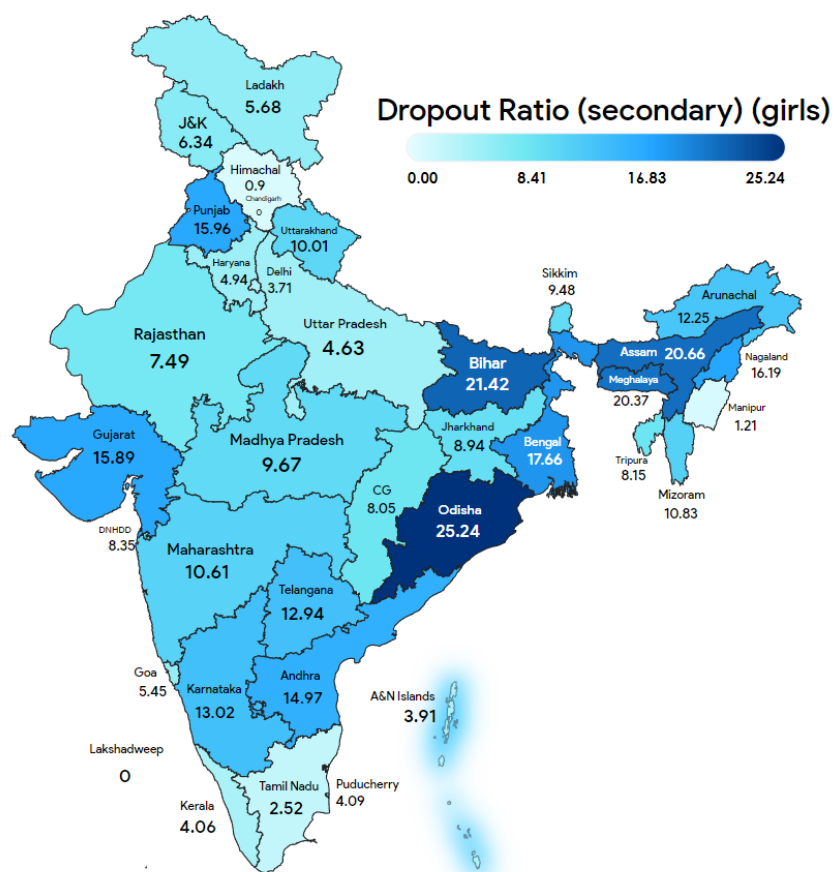 Ladakh
5.68
Dropout Ratio (secondary) (girls)
0.00 8.41 16.83 25.24
J&K
6.34
Himachal
0.9
Chandigarh
0
Punjab
15.96
Uttarakhand
10.01
Haryana
4.94
Delhi
3.71
Sikkim
9.48
Arunachal
12.25
Rajasthan
7.49
Uttar Pradesh
4.63
Bihar
21.42
Assam 20.66
Nagaland
16.19
Meghalaya
20.37
Manipur
1.21
Gujarat
15.89
Madhya Pradesh
9.67
Jharkhand
8.94
Bengal
17.66
Tripura
8.15
Mizoram
10.83
CG
8.05
Odisha
25.24
DNHDD
8.35
Maharashtra
10.61
Telangana
12.94
Goa
5.45
Karnataka
13.02
Andhra
14.97
A&N Islands
3.91
Lakshadweep
0
Kerala
4.06
Tamil Nadu
2.52
Puducherry
4.09